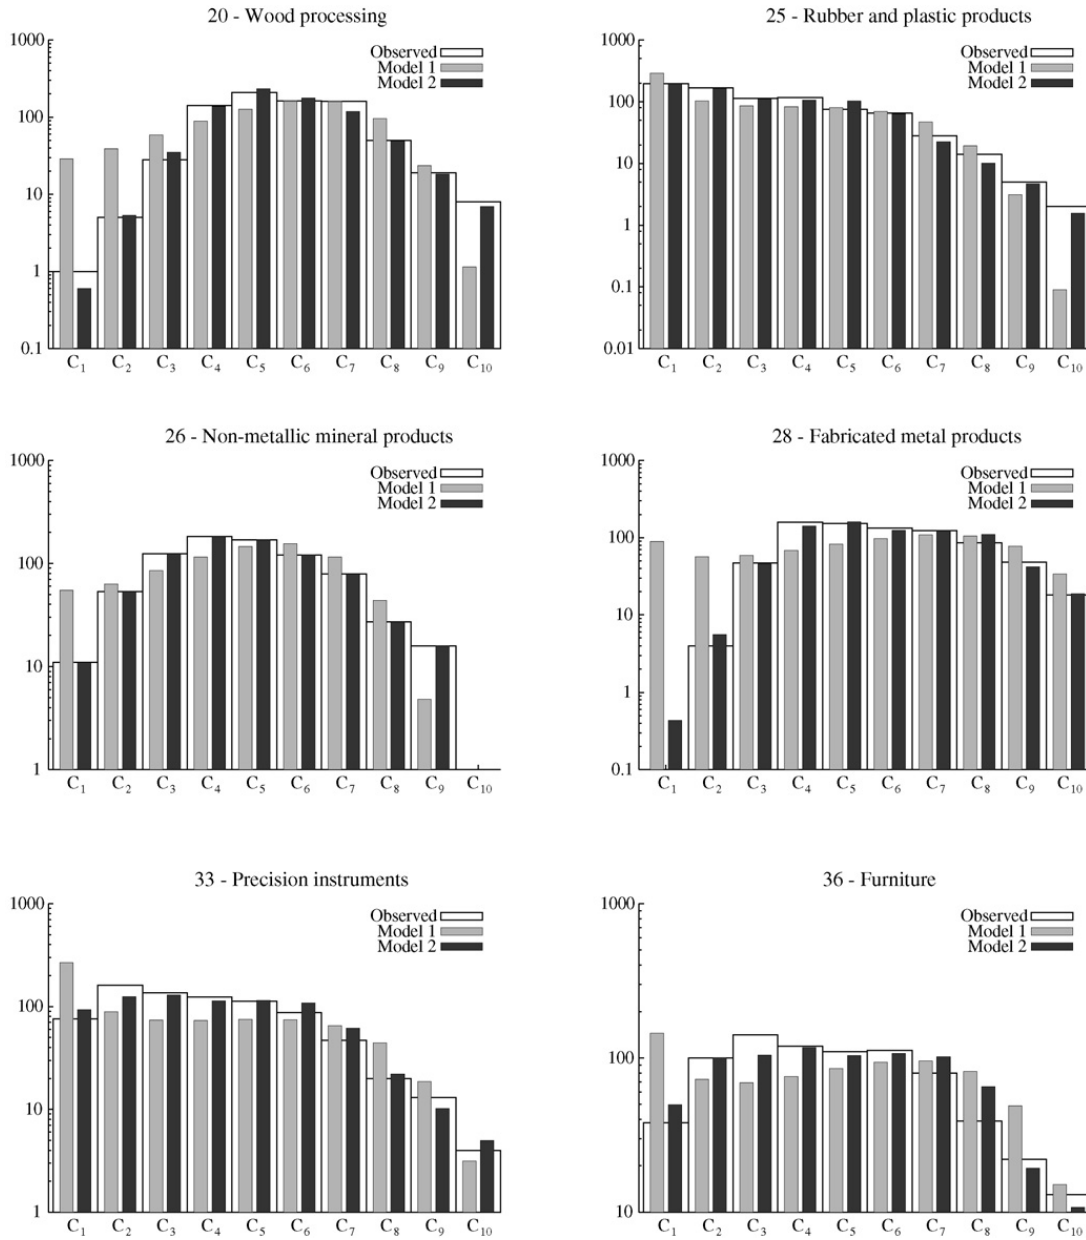 20 - Wood processing
1000
100
10
1
0.1
Observed
Model 1
Model 2
C1 C2 C3 C4 C5 C6 C7 C8 C9 C10
25 - Rubber and plastic products
1000
100
10
1
0.1
0.01
Observed
Model 1
Model 2
C1 C2 C3 C4 C5 C6 C7 C8 C9 C10
26 - Non-metallic mineral products
1000
100
10
1
Observed
Model 1
Model 2
C1 C2 C3 C4 C5 C6 C7 C8 C9 C10
28 - Fabricated metal products
1000
100
10
1
0.1
Observed
Model 1
Model 2
C1 C2 C3 C4 C5 C6 C7 C8 C9 C10
33 - Precision instruments
1000
100
10
1
Observed
Model 1
Model 2
C1 C2 C3 C4 C5 C6 C7 C8 C9 C10
36 - Furniture
1000
100
10
Observed
Model 1
Model 2
C1 C2 C3 C4 C5 C6 C7 C8 C9 C10